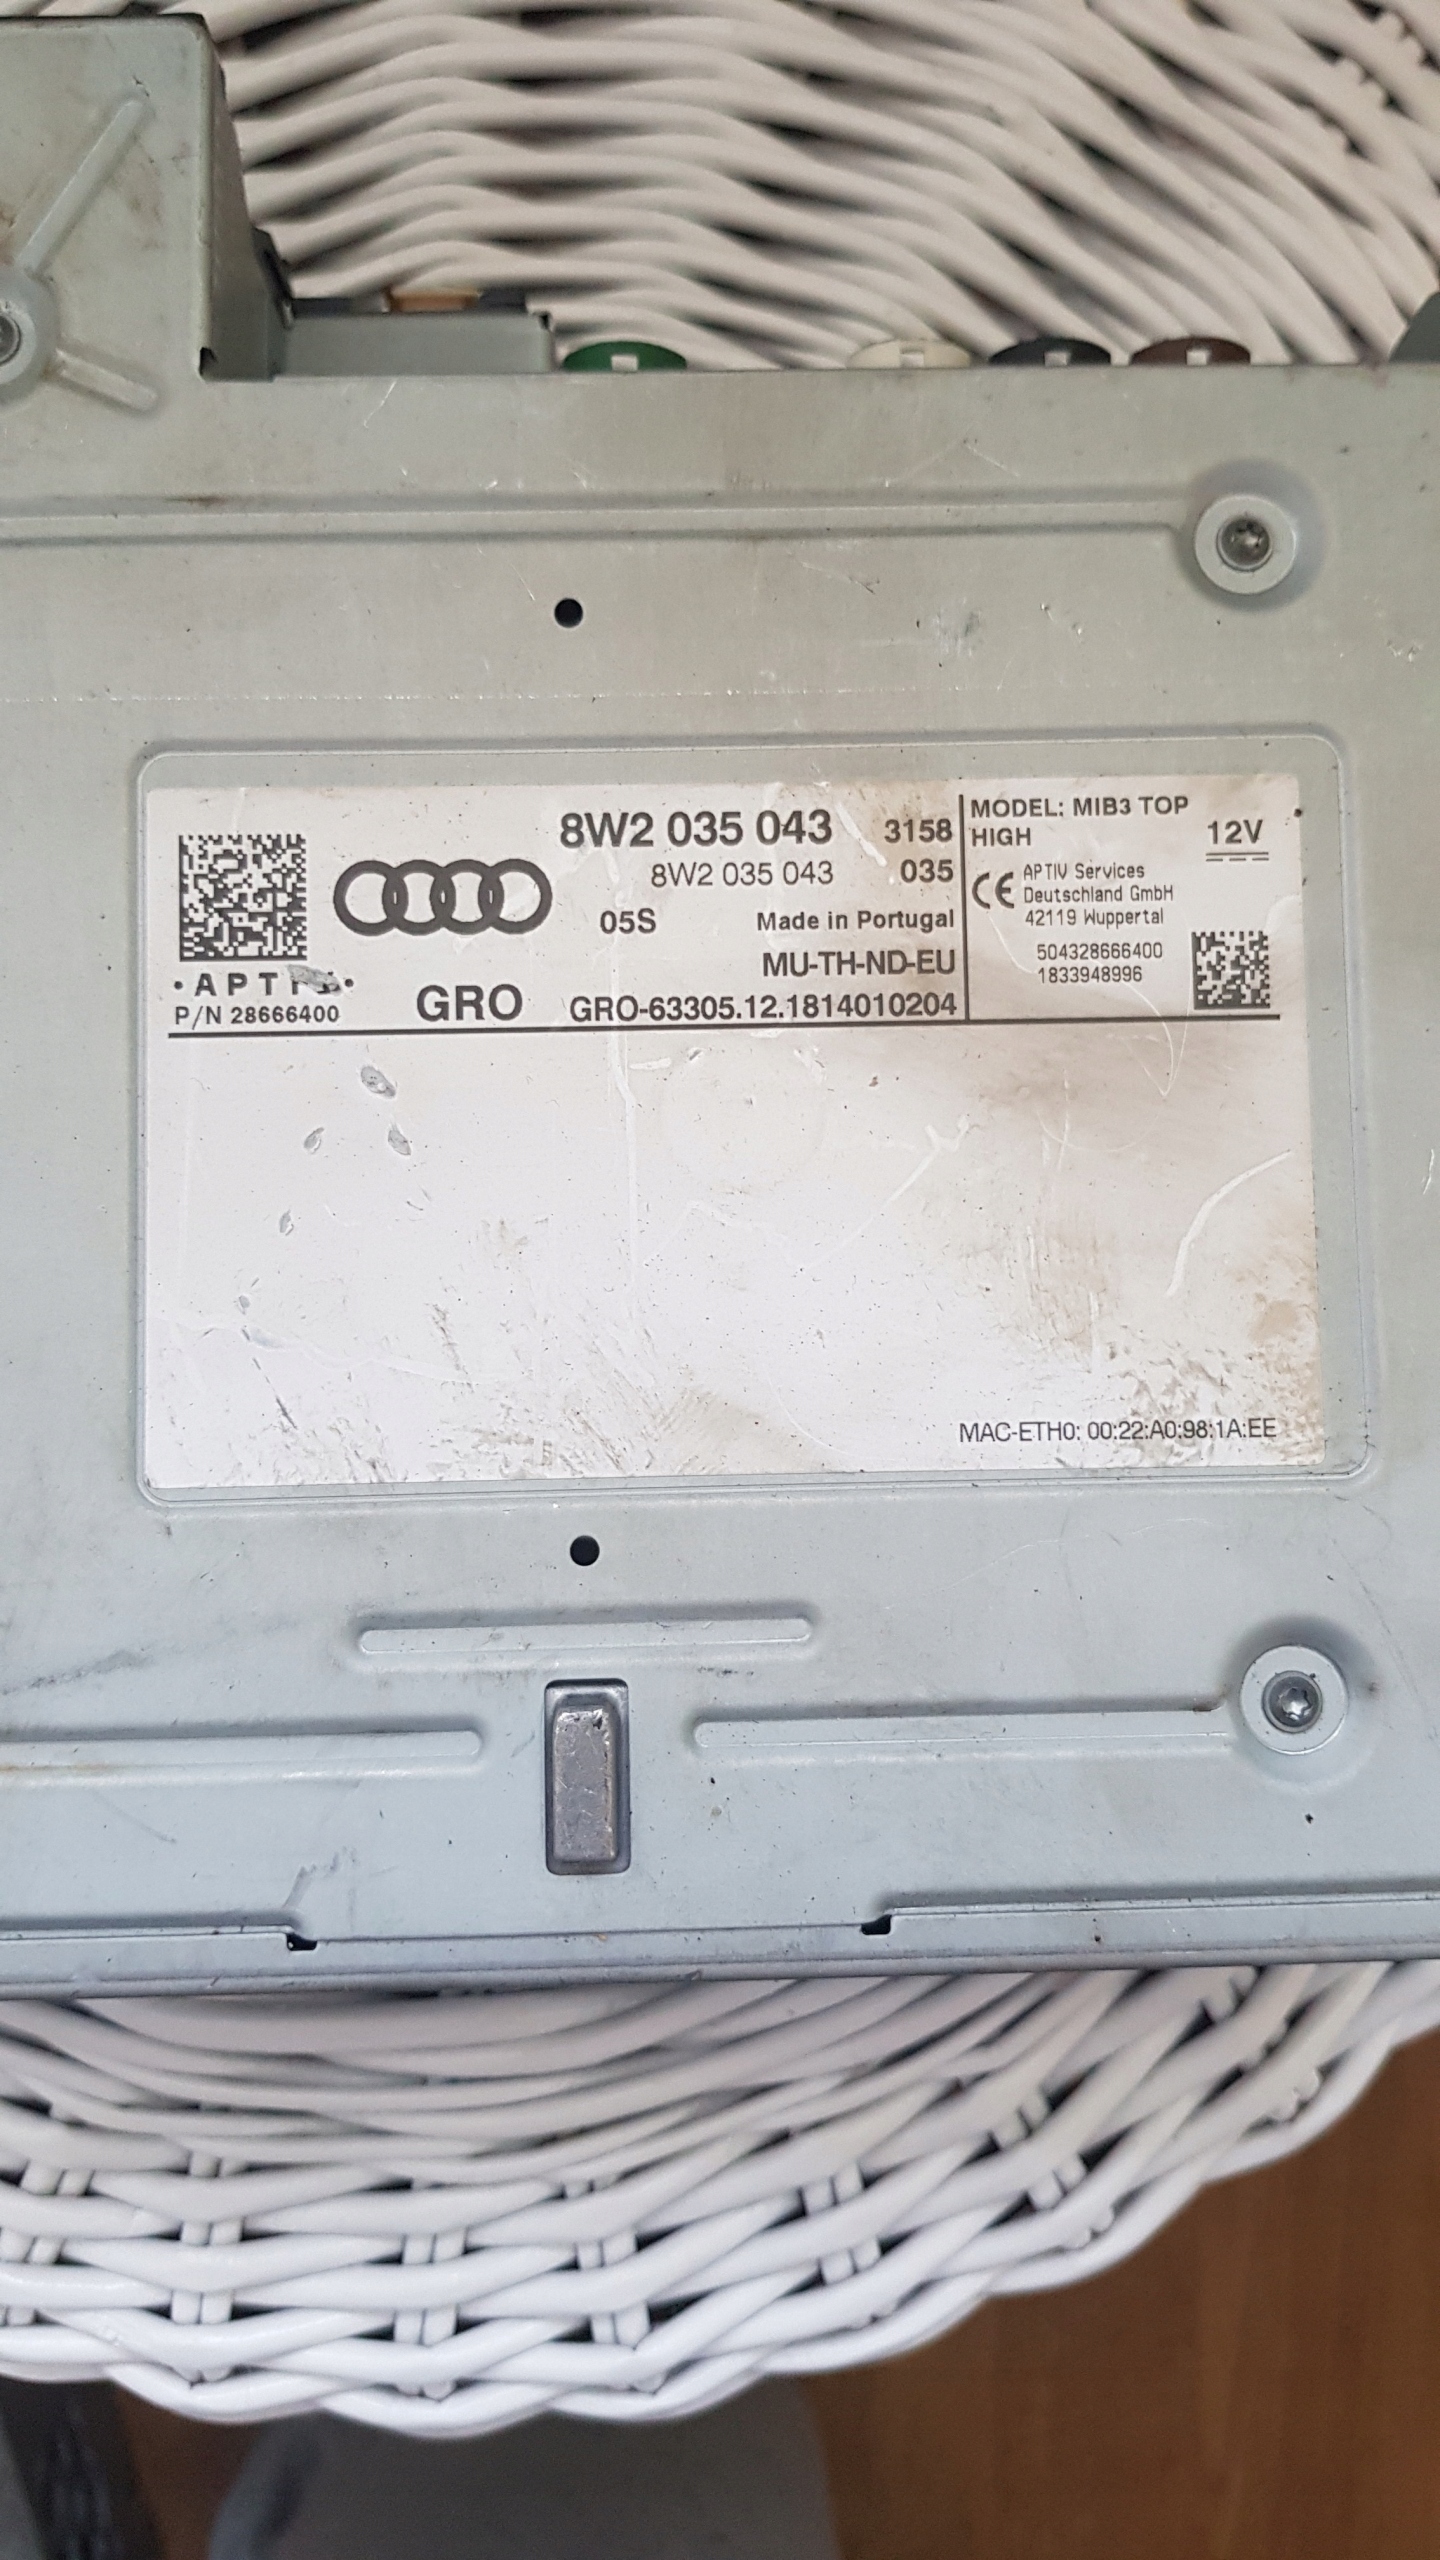 8W2 035 043 3158
8W2 035 043 035
05S Made in Portugal
MU-TH-ND-EU
GRO GRO-63305.12.1814010204
P/N 28666400
MODEL: MIB3 TOP
HIGH 12V
CE APTIV Services
Deutschland GmbH
42119 Wuppertal
504328666400
1833948996
MAC-ETH0: 00:22:A0:98:1A:EE